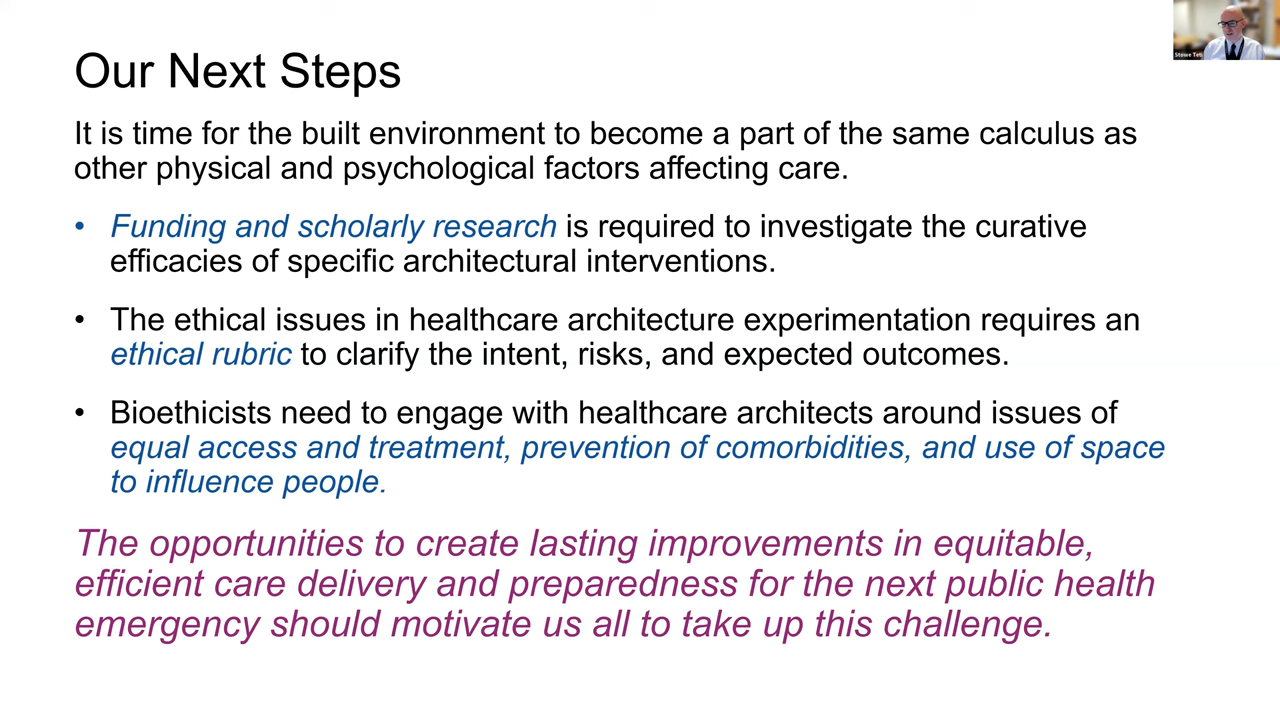 Our Next Steps
It is time for the built environment to become a part of the same calculus as
other physical and psychological factors affecting care.
• Funding and scholarly research is required to investigate the curative
efficacies of specific architectural interventions.
• The ethical issues in healthcare architecture experimentation requires an
ethical rubric to clarify the intent, risks, and expected outcomes.
• Bioethicists need to engage with healthcare architects around issues of
equal access and treatment, prevention of comorbidities, and use of space
to influence people.
The opportunities to create lasting improvements in equitable,
efficient care delivery and preparedness for the next public health
emergency should motivate us all to take up this challenge.
Stowe Teti